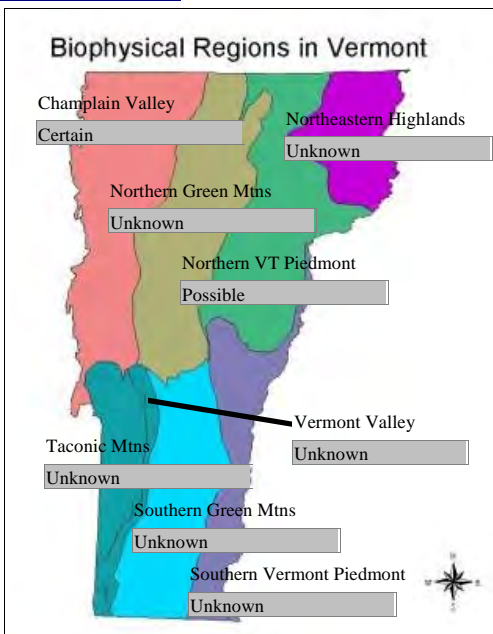 Biophysical Regions in Vermont
Champlain Valley
Certain
Northeastern Highlands
Unknown
Northern Green Mtns
Unknown
Northern VT Piedmont
Possible
Vermont Valley
Unknown
Taconic Mtns
Unknown
Southern Green Mtns
Unknown
Southern Vermont Piedmont
Unknown